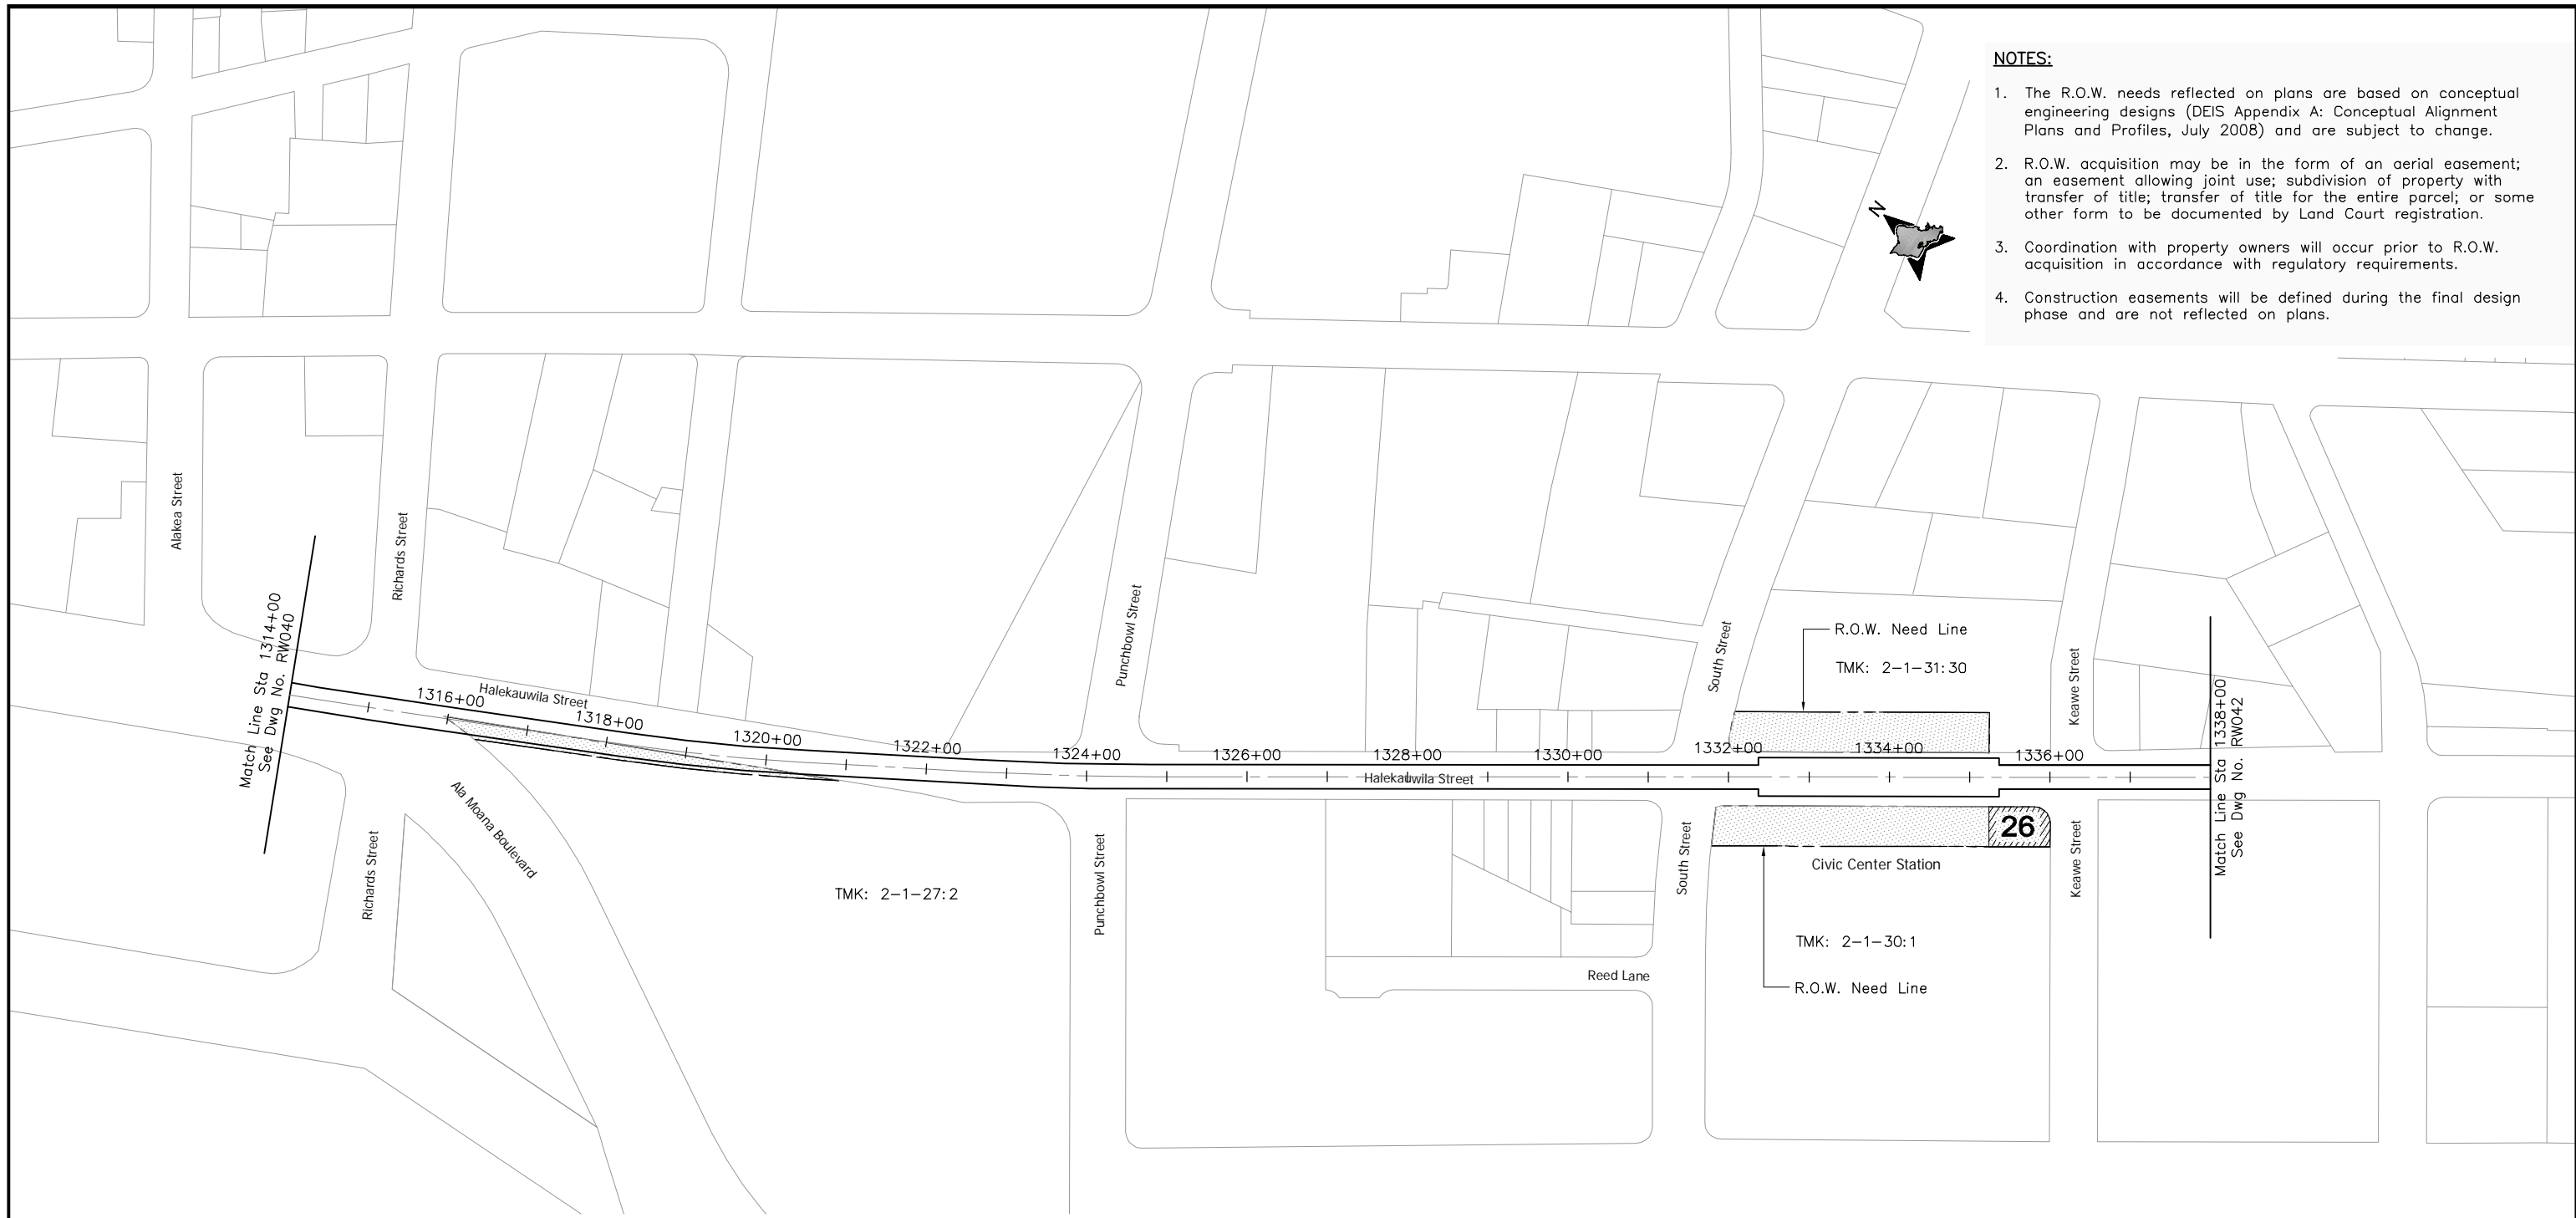 NOTES:
1. The R.O.W. needs reflected on plans are based on conceptual
engineering designs (DEIS Appendix A: Conceptual Alignment
Plans and Profiles, July 2008) and are subject to change.
2. R.O.W. acquisition may be in the form of an aerial easement;
an easement allowing joint use; subdivision of property with
transfer of title; transfer of title for the entire parcel; or some
other form to be documented by Land Court registration.
3. Coordination with property owners will occur prior to R.O.W.
acquisition in accordance with regulatory requirements.
4. Construction easements will be defined during the final design
phase and are not reflected on plans.
N
Alakea Street
Richards Street
Punchbowl Street
South Street
R.O.W. Need Line
TMK: 2-1-31:30
Keawe Street
Match Line Sta 1314+00
See Dwg No. RW040
Halekauwila Street
1316+00
1318+00
1320+00
1322+00
1324+00
1326+00
1328+00
1330+00
1332+00
1334+00
1336+00
Halekauwila Street
Match Line Sta 1338+00
See Dwg No. RW042
Ala Moana Boulevard
Richards Street
TMK: 2-1-27:2
Punchbowl Street
South Street
26
Civic Center Station
Keawe Street
TMK: 2-1-30:1
Reed Lane
R.O.W. Need Line